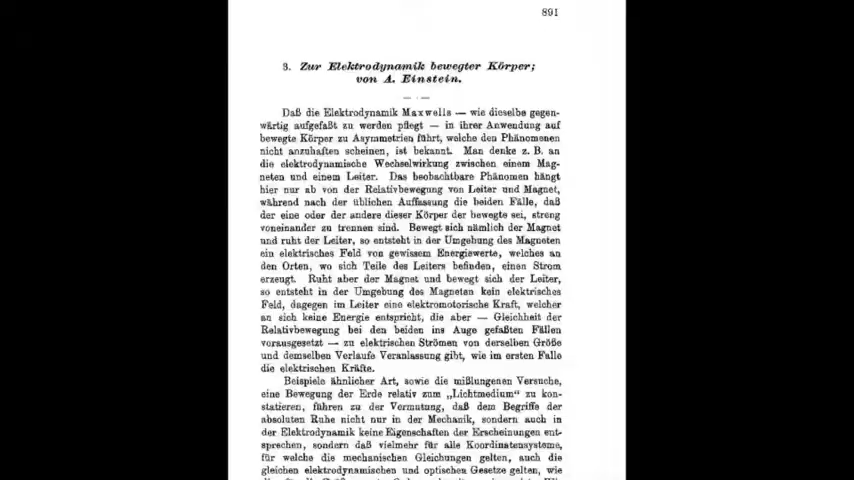 891
3. Zur Elektrodynamik bewegter Körper;
von A. Einstein.
Daß die Elektrodynamik Maxwells — wie dieselbe gegen-
wärtig aufgefaßt zu werden pflegt — in ihrer Anwendung auf
bewegte Körper zu Asymmetrien führt, welche den Phänomenen
nicht anzuhaften scheinen, ist bekannt. Man denke z. B. an
die elektrodynamische Wechselwirkung zwischen einem Mag-
neten und einem Leiter. Das beobachtbare Phänomen hängt
hier nur ab von der Relativbewegung von Leiter und Magnet,
während nach der üblichen Auffassung die beiden Fälle, daß
der eine oder der andere dieser Körper der bewegte sei, streng
voneinander zu trennen sind. Bewegt sich nämlich der Magnet
und ruht der Leiter, so entsteht in der Umgebung des Magneten
ein elektrisches Feld von gewissem Energiewerte, welches an
den Orten, wo sich Teile des Leiters befinden, einen Strom
erzeugt. Ruht aber der Magnet und bewegt sich der Leiter,
so entsteht in der Umgebung des Magneten kein elektrisches
Feld, dagegen im Leiter eine elektromotorische Kraft, welcher
an sich keine Energie entspricht, die aber — Gleichheit der
Relativbewegung bei den beiden ins Auge gefaßten Fällen
vorausgesetzt — zu elektrischen Strömen von derselben Größe
und demselben Verlaufe Veranlassung gibt, wie im ersten Falle
die elektrischen Kräfte.
Beispiele ähnlicher Art, sowie die mißlungenen Versuche,
eine Bewegung der Erde relativ zum „Lichtmedium“ zu kon-
statieren, führen zu der Vermutung, daß dem Begriffe der
absoluten Ruhe nicht nur in der Mechanik, sondern auch in
der Elektrodynamik keine Eigenschaften der Erscheinungen ent-
sprechen, sondern daß vielmehr für alle Koordinatensysteme,
für welche die mechanischen Gleichungen gelten, auch die
gleichen elektrodynamischen und optischen Gesetze gelten, wie